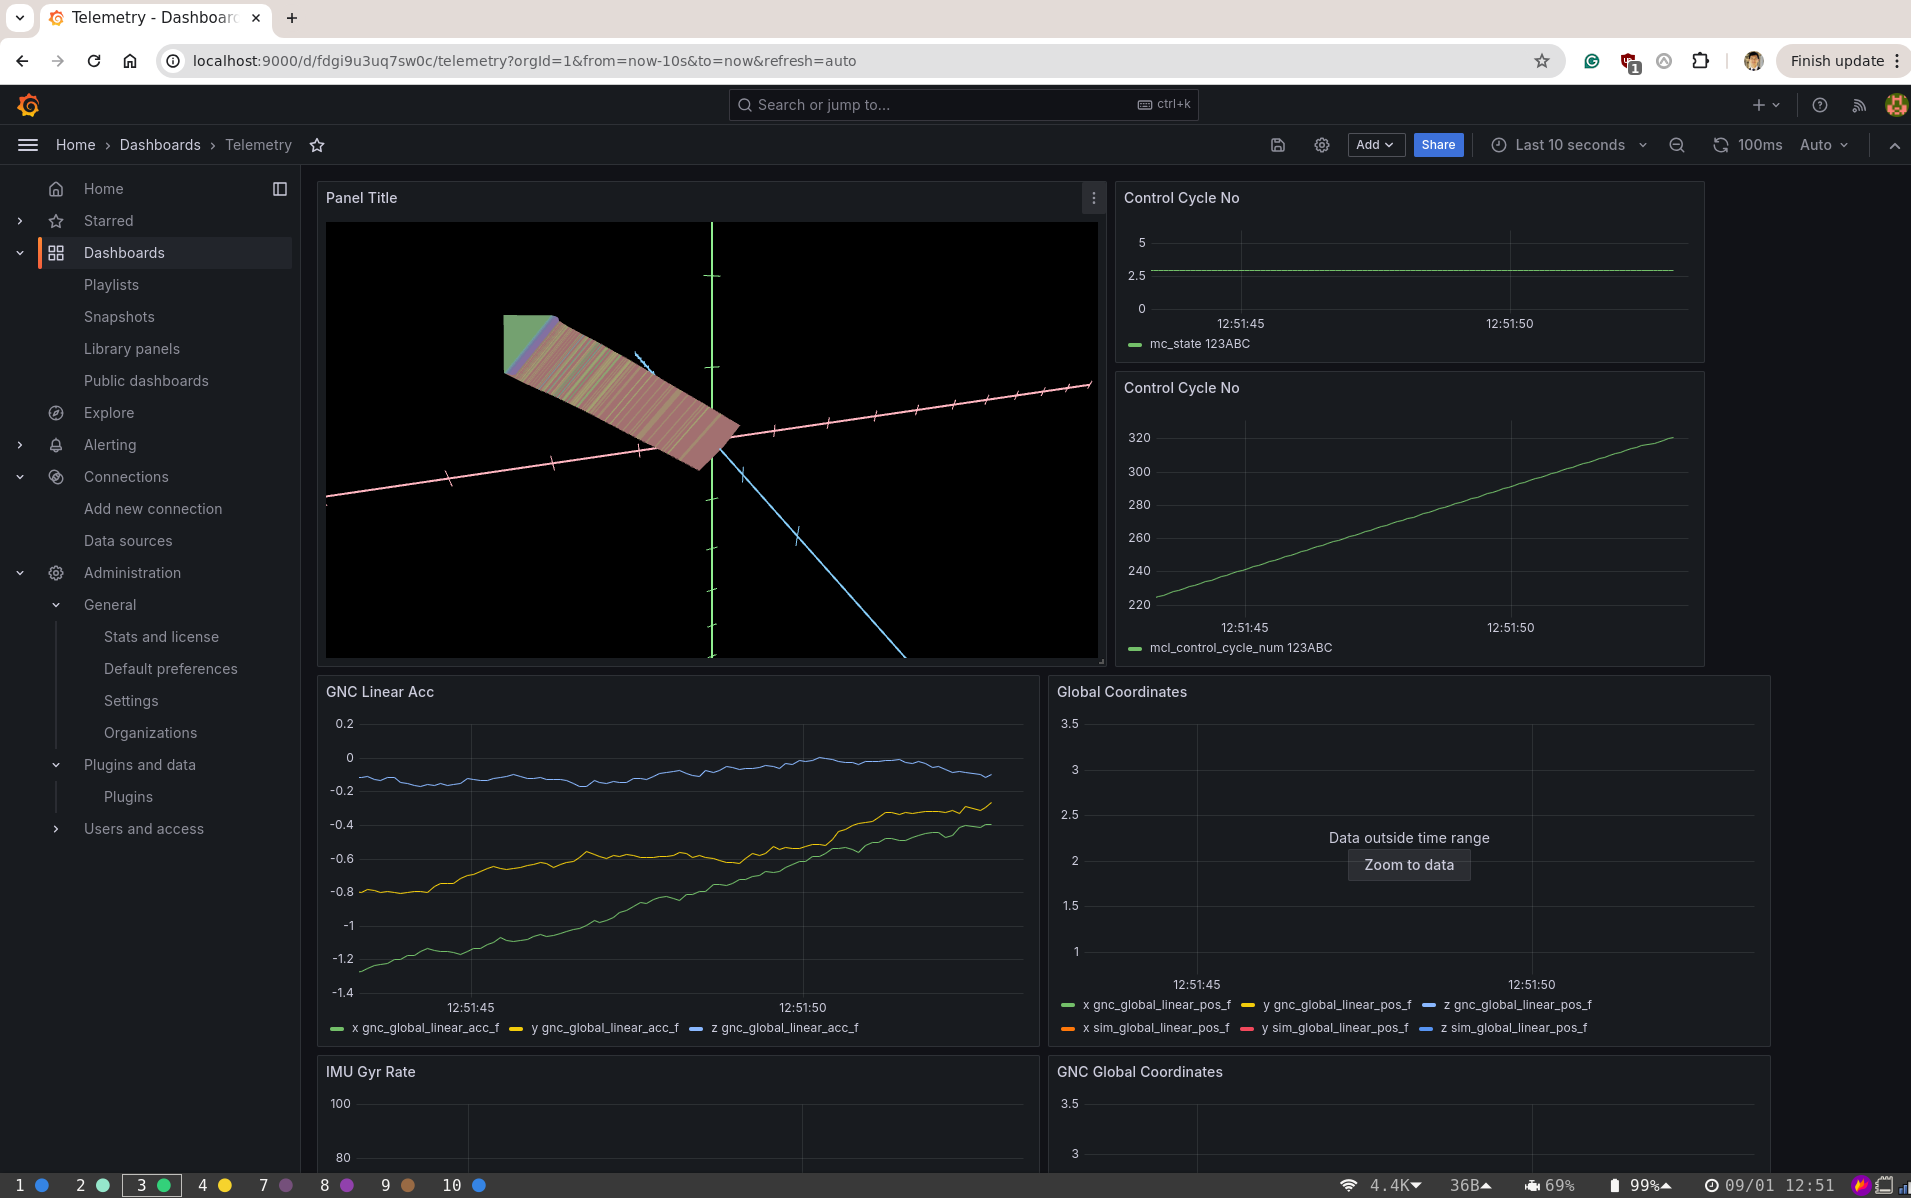 Telemetry - Dashboard
localhost:9000/d/fdgi9u3uq7sw0c/telemetry?orgId=1&from=now-10s&to=now&refresh=auto
1
Finish update
Search or jump to...
ctrl+k
Home › Dashboards › Telemetry
Add
Share
Last 10 seconds
100ms
Auto
Home
Starred
Dashboards
Playlists
Snapshots
Library panels
Public dashboards
Explore
Alerting
Connections
Add new connection
Data sources
Administration
General
Stats and license
Default preferences
Settings
Organizations
Plugins and data
Plugins
Users and access
Panel Title
Control Cycle No
5
2.5
0
12:51:45 12:51:50
mc_state 123ABC
Control Cycle No
320
300
280
260
240
220
12:51:45 12:51:50
mcl_control_cycle_num 123ABC
GNC Linear Acc
0.2
0
-0.2
-0.4
-0.6
-0.8
-1
-1.2
-1.4
12:51:45 12:51:50
x gnc_global_linear_acc_f y gnc_global_linear_acc_f z gnc_global_linear_acc_f
Global Coordinates
3.5
3
2.5
2
1.5
1
Data outside time range
Zoom to data
12:51:45 12:51:50
x gnc_global_linear_pos_f y gnc_global_linear_pos_f z gnc_global_linear_pos_f
x sim_global_linear_pos_f y sim_global_linear_pos_f z sim_global_linear_pos_f
IMU Gyr Rate
100
80
GNC Global Coordinates
3.5
3
1 2 3 4 7 8 9 10
4.4K 36B 69% 99% 09/01 12:51